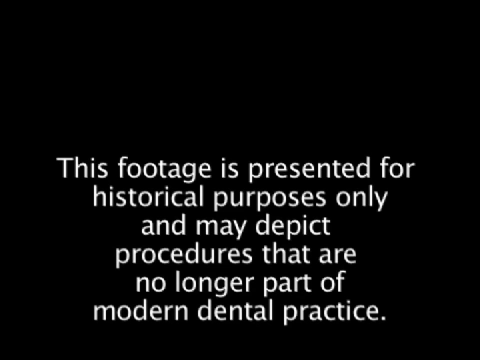 This footage is presented for
historical purposes only
and may depict
procedures that are
no longer part of
modern dental practice.